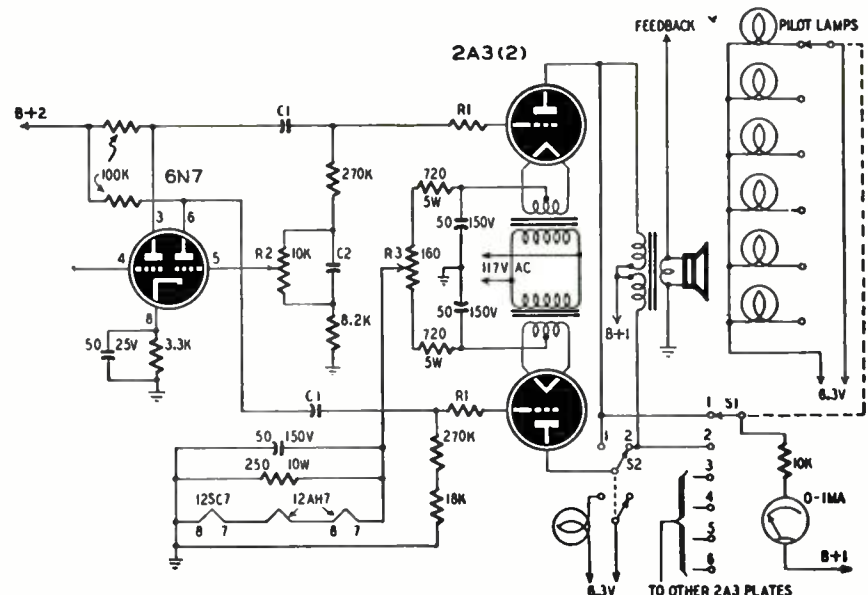 FEEDBACK
PILOT LAMPS
2A3(2)
B+2
C1
R1
100K
6N7
270K
720
5W
3
6
50 150V
4
5
R2
10K
C2
R3
160
117V AC
8
50 25V
3.3K
8.2K
50 150V
720
5W
B+1
6.3V
C1
R1
1
S1
50 150V
270K
1
2
S2
2
250 10W
3
10K
12SC7
12AH7
18K
4
0-1MA
8 7
8 7
5
6
B+1
6.3V
TO OTHER 2A3 PLATES